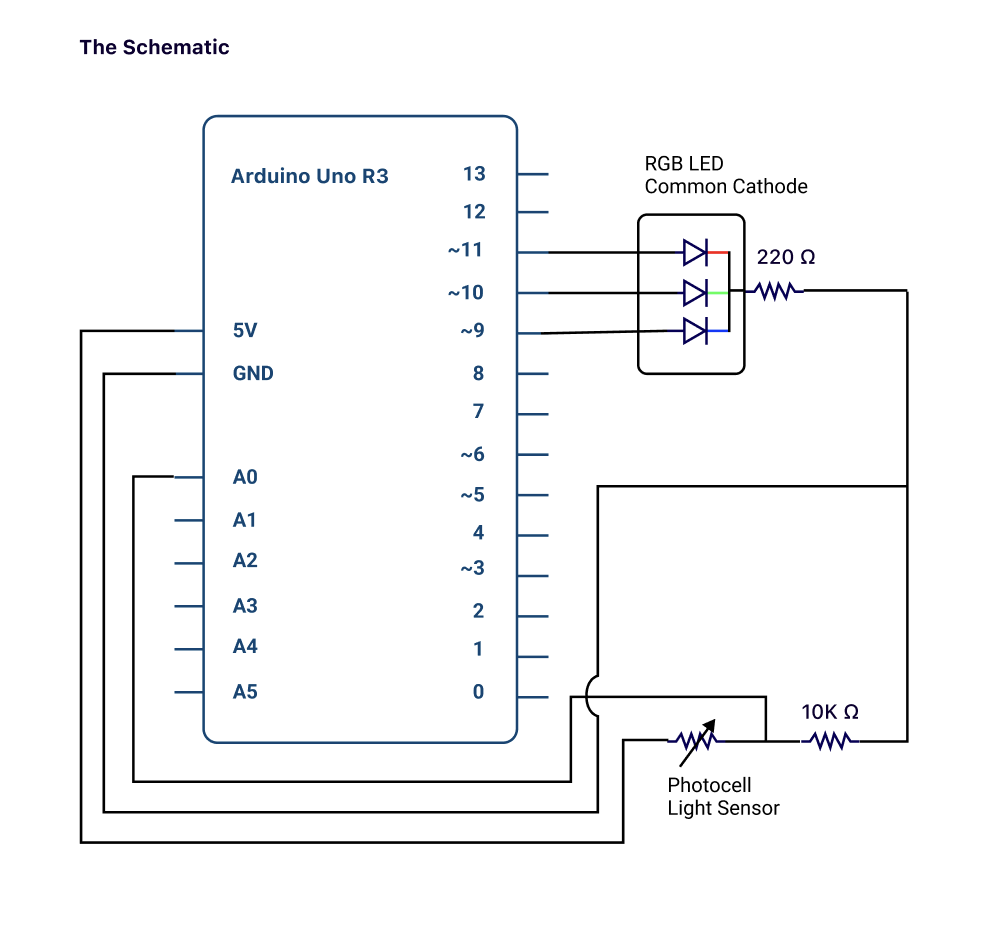 The Schematic
Arduino Uno R3
13
12
~11
~10
~9
8
7
~6
~5
4
~3
2
1
0
5V
GND
A0
A1
A2
A3
A4
A5
RGB LED
Common Cathode
220 Ω
10K Ω
Photocell
Light Sensor